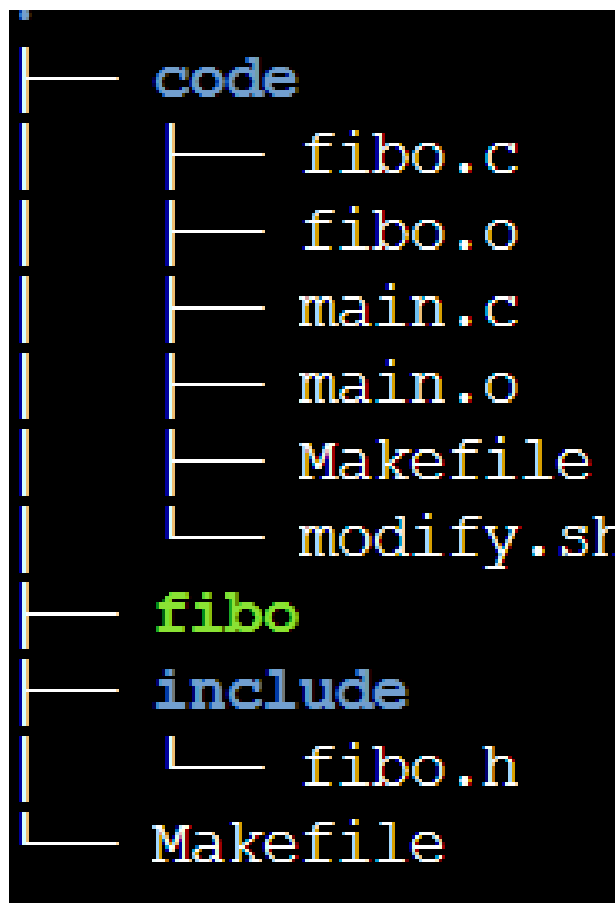 .
├── code
│   ├── fibo.c
│   ├── fibo.o
│   ├── main.c
│   ├── main.o
│   ├── Makefile
│   └── modify.sh
├── fibo
├── include
│   └── fibo.h
└── Makefile